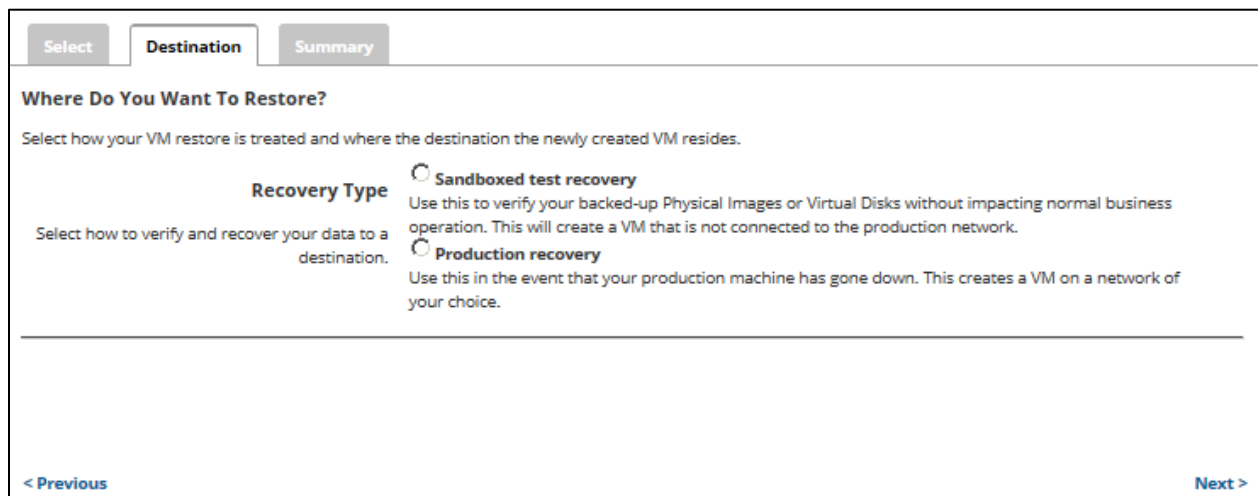 Select
Destination
Summary
Where Do You Want To Restore?
Select how your VM restore is treated and where the destination the newly created VM resides.
Recovery Type
Select how to verify and recover your data to a
destination.
Sandboxed test recovery
Use this to verify your backed-up Physical Images or Virtual Disks without impacting normal business
operation. This will create a VM that is not connected to the production network.
Production recovery
Use this in the event that your production machine has gone down. This creates a VM on a network of
your choice.
< Previous
Next >